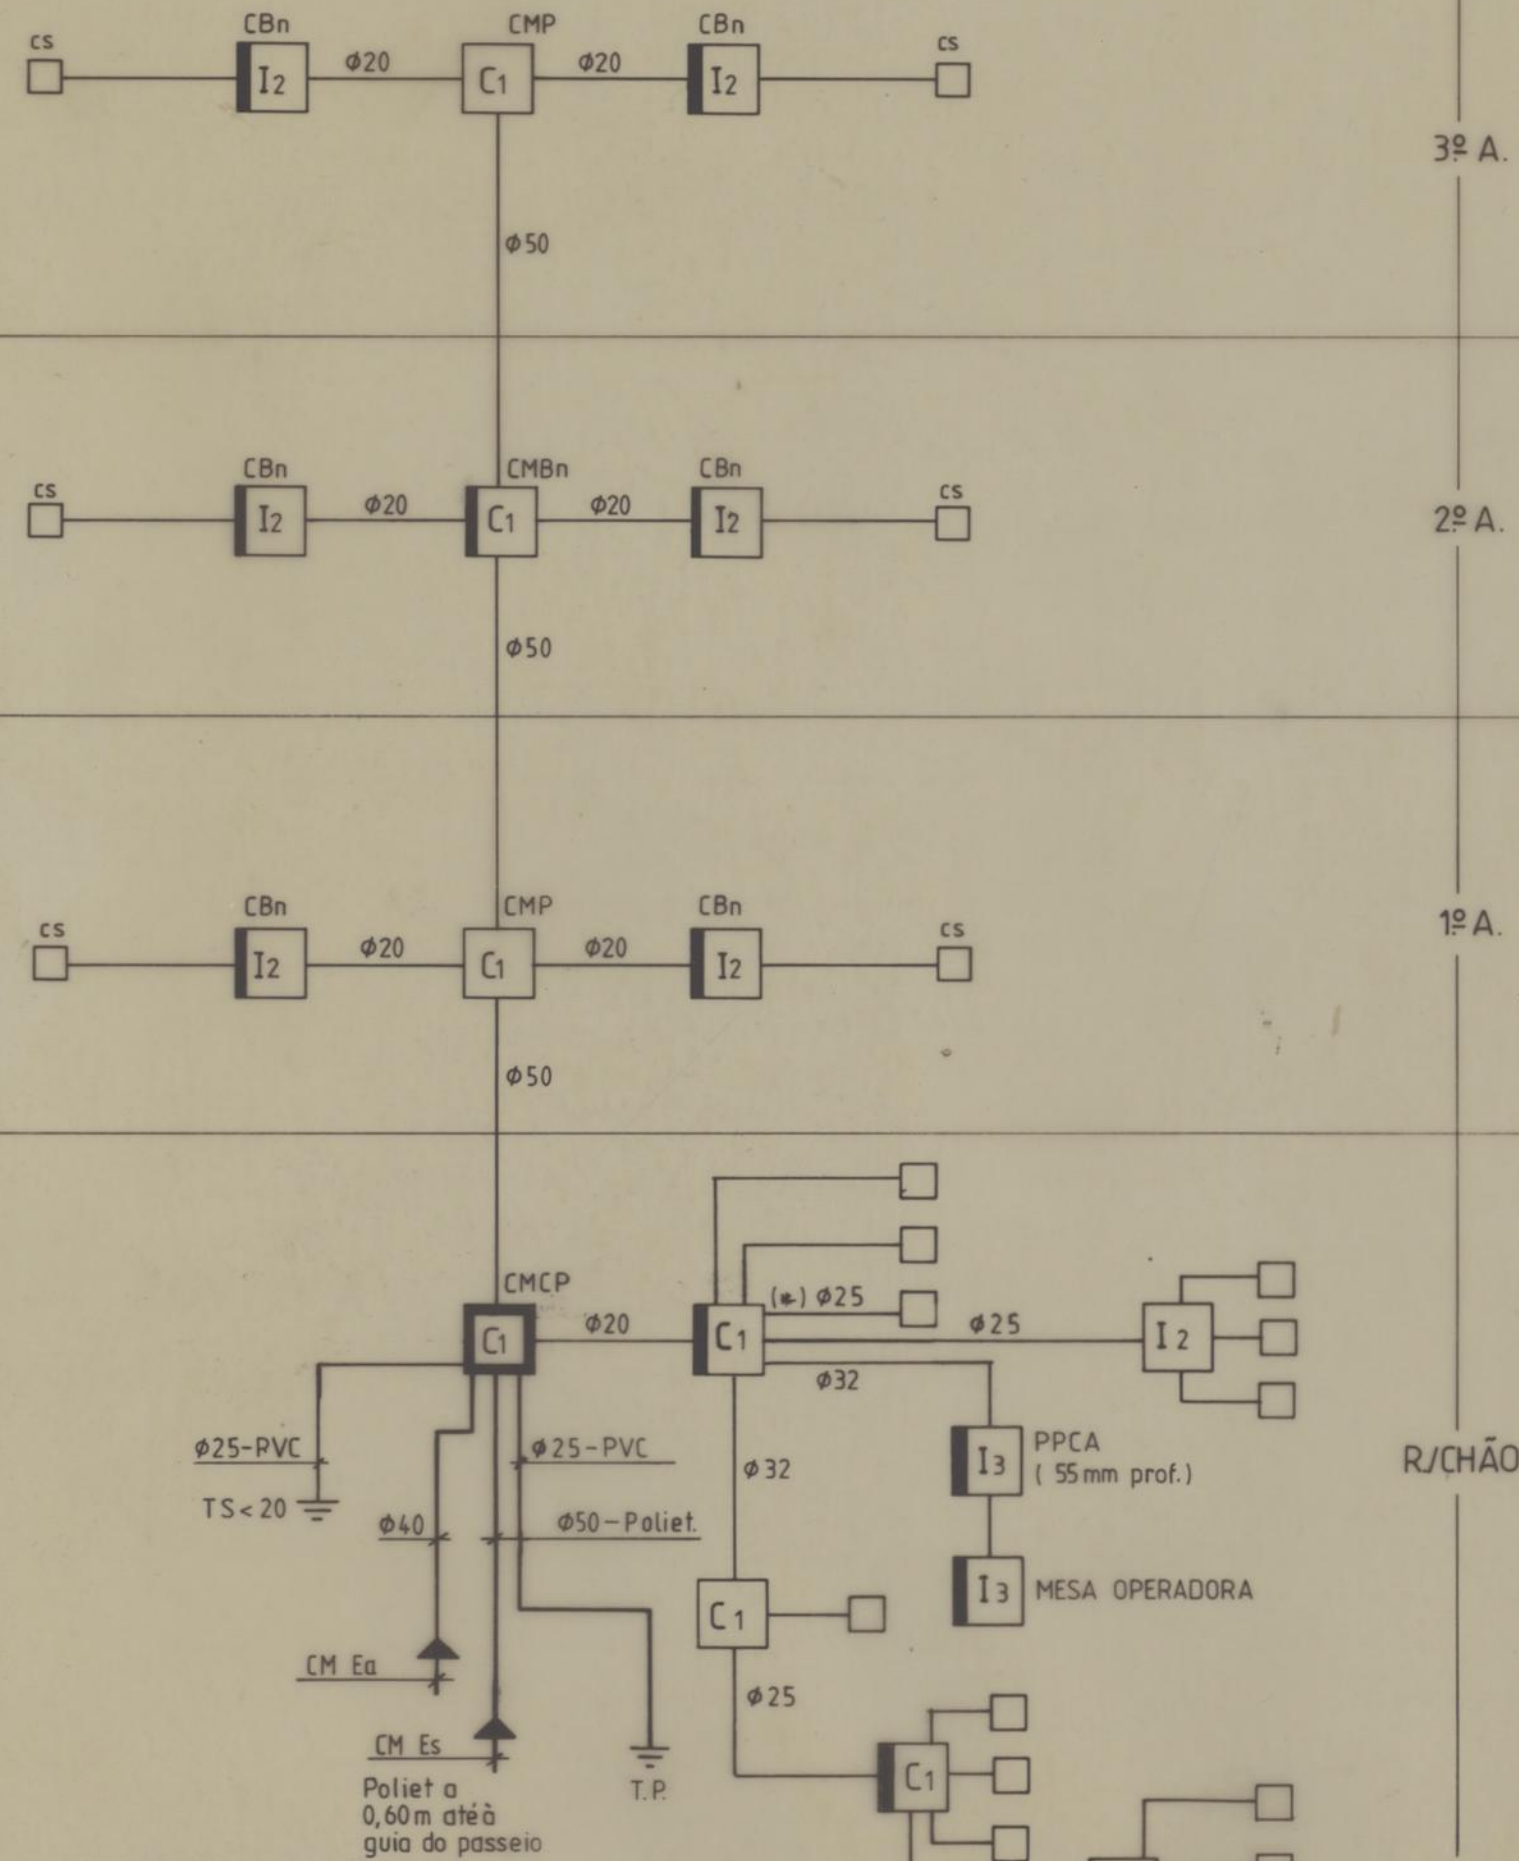 CBn CMP CBn
cs cs
I2 Φ20 C1 Φ20 I2
3º A.
Φ50
CBn CMBn CBn
cs cs
I2 Φ20 C1 Φ20 I2
2º A.
Φ50
CBn CMP CBn
cs cs
I2 Φ20 C1 Φ20 I2
1º A.
Φ50
CMCP
(*) Φ25
C1 Φ20 C1 Φ25 I2
Φ32
Φ25-PVC
Φ25-PVC
Φ32
I3 PPCA
( 55mm prof.)
R/CHÃO
TS<20
Φ40
Φ50-Poliet.
C1
I3 MESA OPERADORA
CM Ea
Φ25
CM Es
C1
Poliet a
0,60m até à
guia do passeio
T.P.